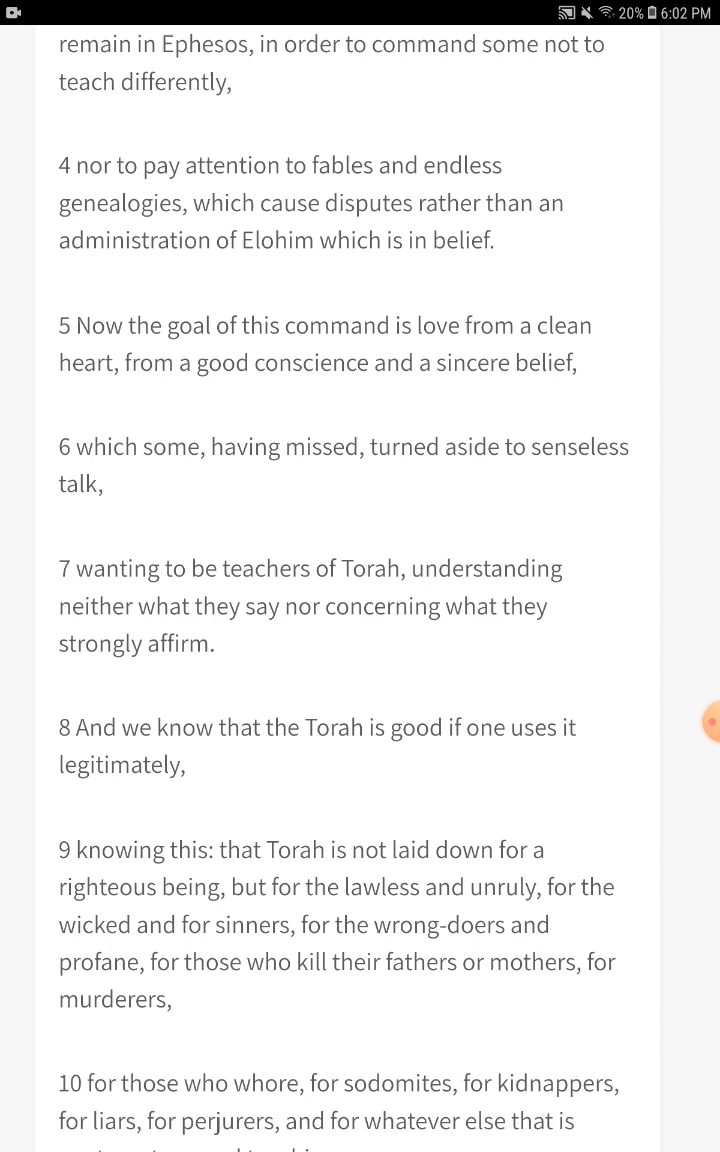 20% 6:02 PM
remain in Ephesos, in order to command some not to
teach differently,
4 nor to pay attention to fables and endless
genealogies, which cause disputes rather than an
administration of Elohim which is in belief.
5 Now the goal of this command is love from a clean
heart, from a good conscience and a sincere belief,
6 which some, having missed, turned aside to senseless
talk,
7 wanting to be teachers of Torah, understanding
neither what they say nor concerning what they
strongly affirm.
8 And we know that the Torah is good if one uses it
legitimately,
9 knowing this: that Torah is not laid down for a
righteous being, but for the lawless and unruly, for the
wicked and for sinners, for the wrong-doers and
profane, for those who kill their fathers or mothers, for
murderers,
10 for those who whore, for sodomites, for kidnappers,
for liars, for perjurers, and for whatever else that is